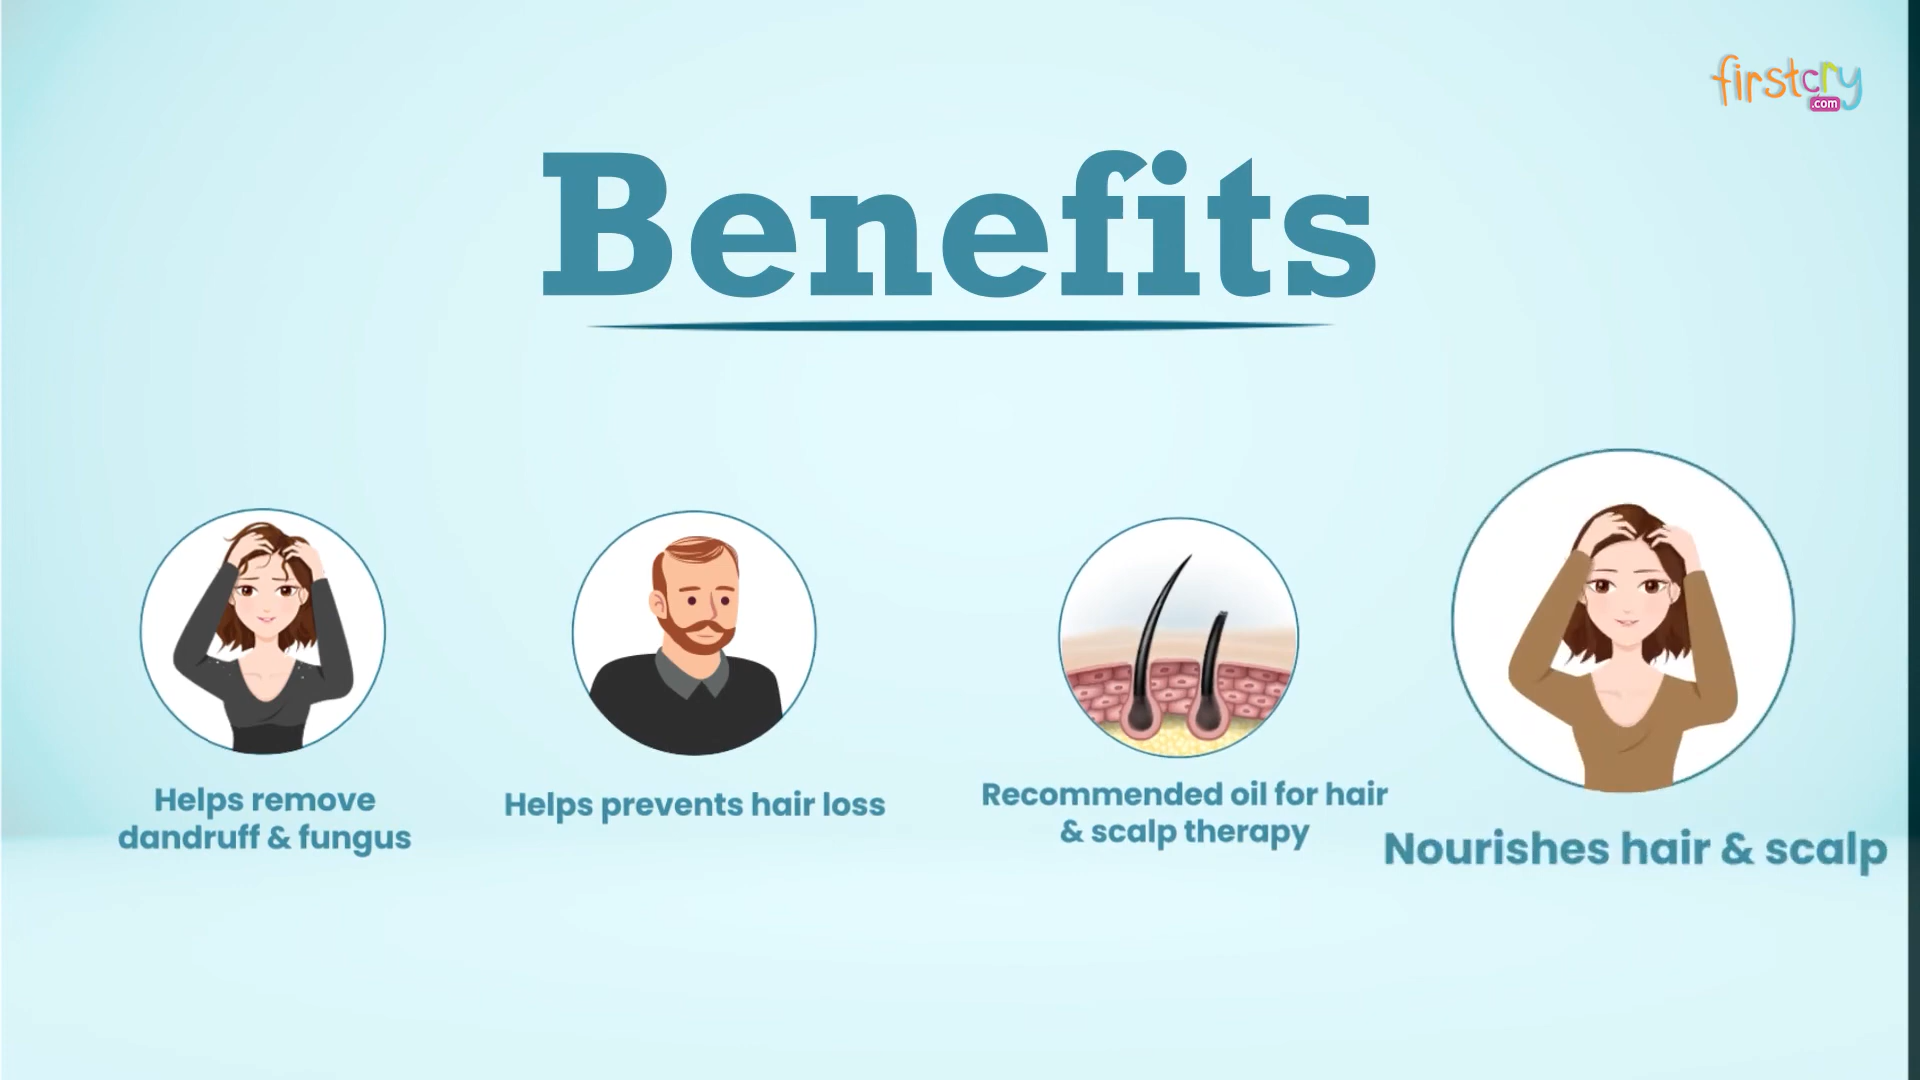 firstcry
.com
Benefits
Helps remove
dandruff & fungus
Helps prevents hair loss
Recommended oil for hair
& scalp therapy
Nourishes hair & scalp